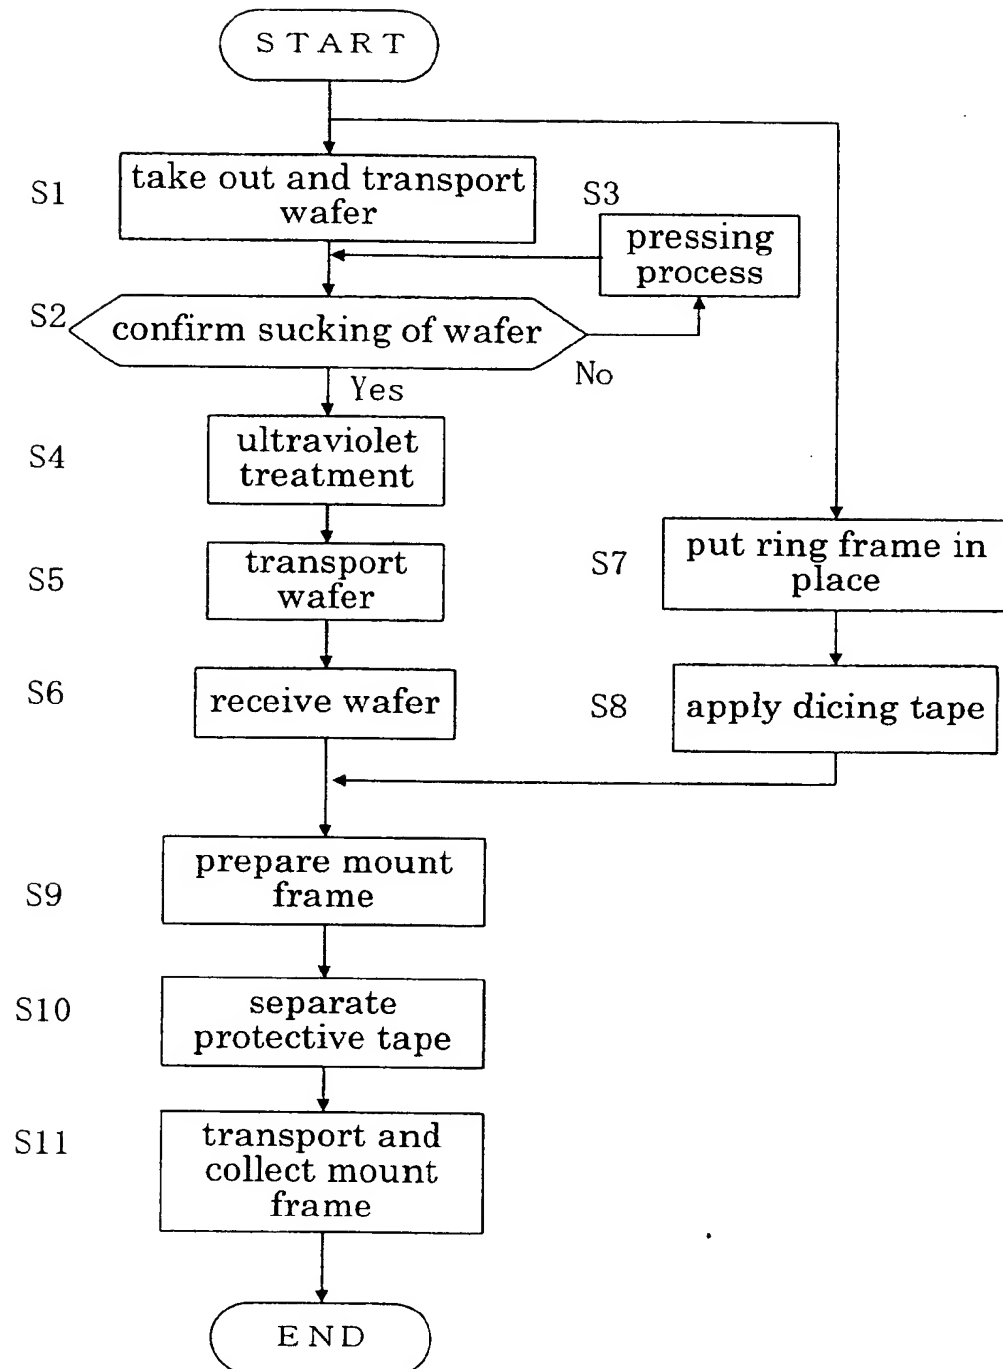 START
S1
take out and transport
wafer
S3
pressing
process
S2
confirm sucking of wafer
No
Yes
S4
ultraviolet
treatment
S5
transport
wafer
S6
receive wafer
S7
put ring frame in
place
S8
apply dicing tape
S9
prepare mount
frame
S10
separate
protective tape
S11
transport and
collect mount
frame
END